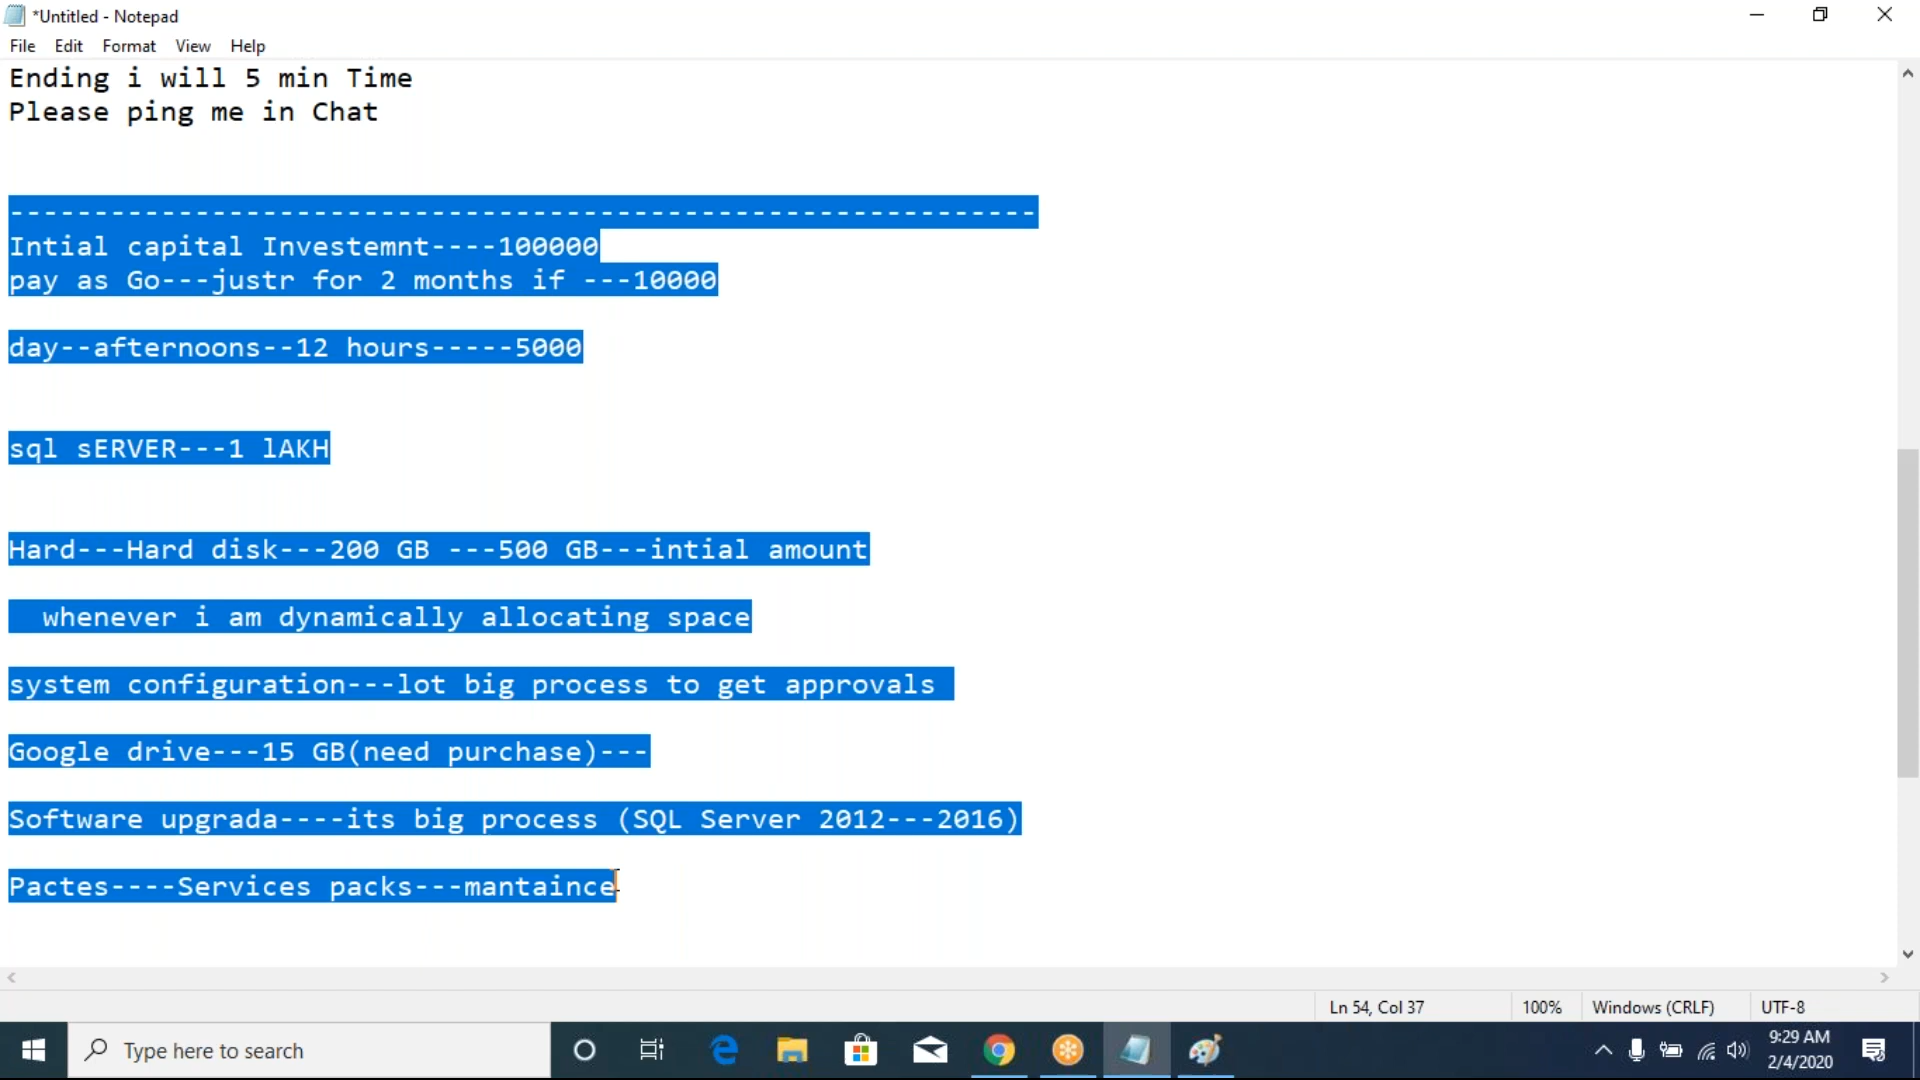 *Untitled - Notepad
File Edit Format View Help
Ending i will 5 min Time
Please ping me in Chat
-------------------------------------------------------------
Intial capital Investemnt----100000
pay as Go---justr for 2 months if ---10000
day--afternoons--12 hours-----5000
sql sERVER---1 lAKH
Hard---Hard disk---200 GB ---500 GB---intial amount
whenever i am dynamically allocating space
system configuration---lot big process to get approvals
Google drive---15 GB(need purchase)---
Software upgrada----its big process (SQL Server 2012---2016)
Pactes----Services packs---mantaince
Ln 54, Col 37 100% Windows (CRLF) UTF-8
Type here to search
9:29 AM
2/4/2020